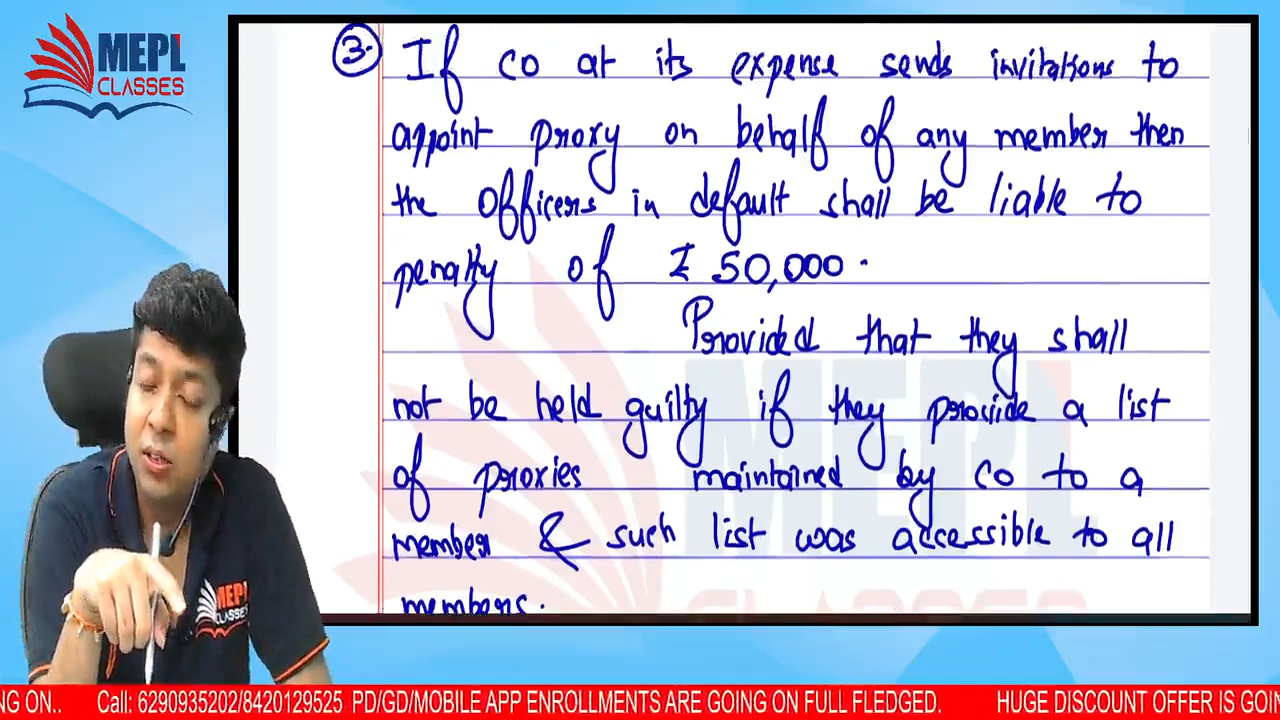 MEPL
CLASSES
③. If co at its expense sends invitations to
appoint proxy on behalf of any member then
the officers in default shall be liable to
penalty of ₹ 50,000.
Provided that they shall
not be held guilty if they provide a list
of proxies maintained by co to a
member & such list was accessible to all
members.
MEPL
CLASSES
MEPL
CLASSES
NG ON.. Call: 6290935202/8420129525 PD/GD/MOBILE APP ENROLLMENTS ARE GOING ON FULL FLEDGED. HUGE DISCOUNT OFFER IS GOIN